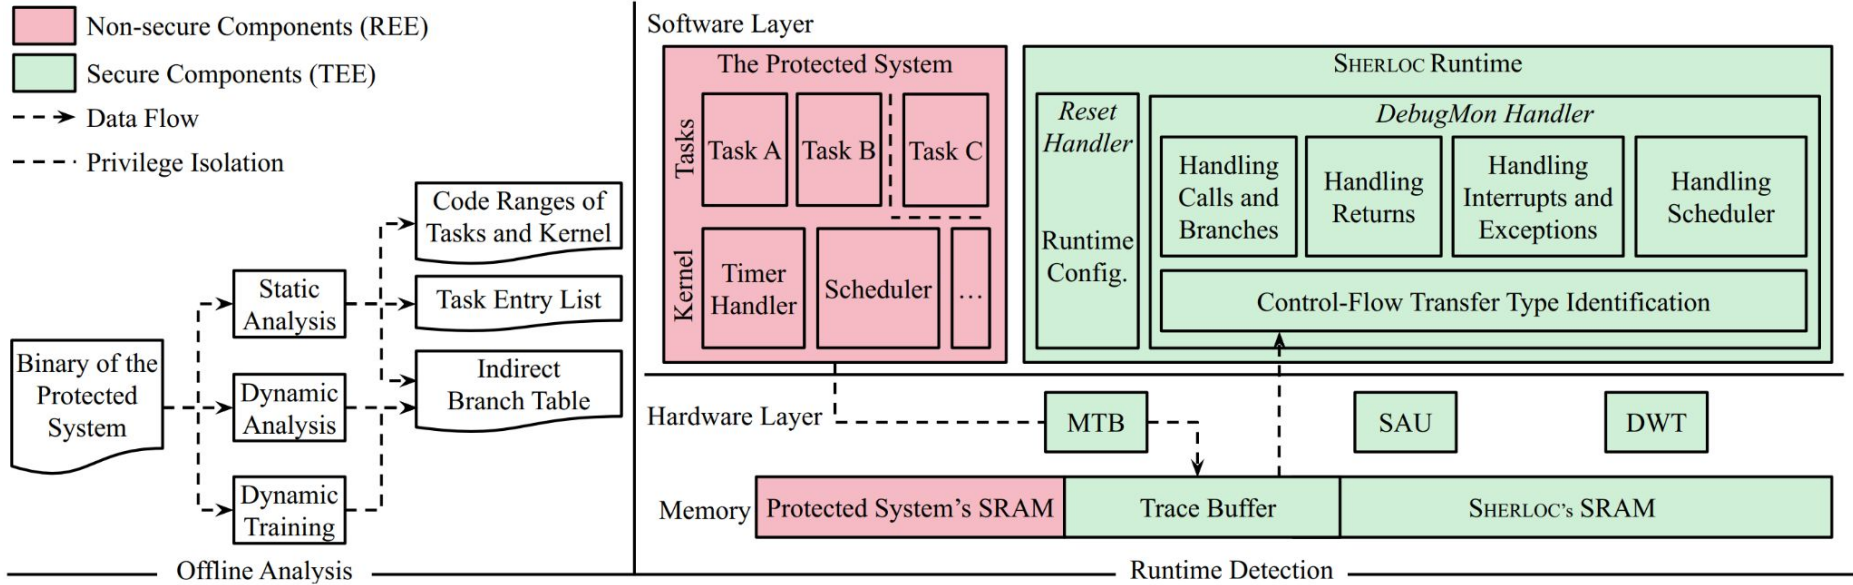 Non-secure Components (REE)
Secure Components (TEE)
Data Flow
Privilege Isolation
Binary of the
Protected
System
Static
Analysis
Dynamic
Analysis
Dynamic
Training
Code Ranges of
Tasks and Kernel
Task Entry List
Indirect
Branch Table
Offline Analysis
Software Layer
The Protected System
Tasks
Task A
Task B
Task C
Kernel
Timer
Handler
Scheduler
...
SHERLOC Runtime
Reset
Handler
Runtime
Config.
DebugMon Handler
Handling
Calls and
Branches
Handling
Returns
Handling
Interrupts and
Exceptions
Handling
Scheduler
Control-Flow Transfer Type Identification
Hardware Layer
MTB
SAU
DWT
Memory
Protected System's SRAM
Trace Buffer
SHERLOC's SRAM
Runtime Detection